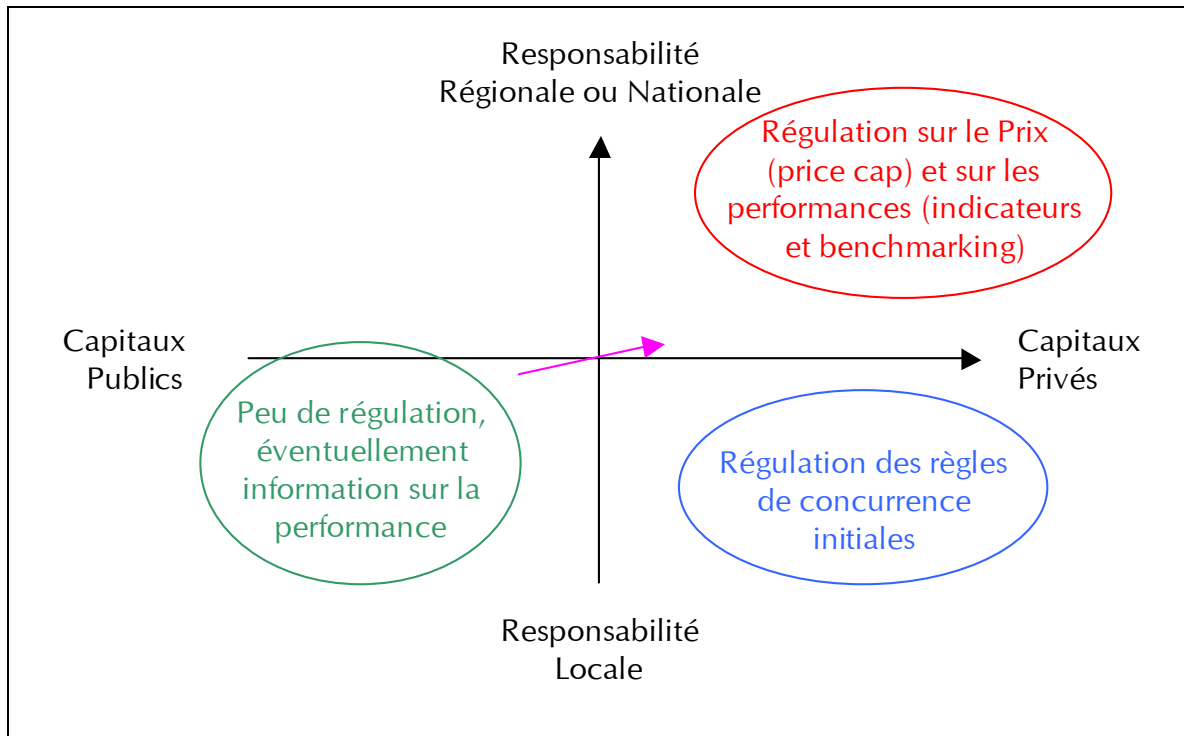 Responsabilité
Régionale ou Nationale
Régulation sur le Prix
(price cap) et sur les
performances (indicateurs
et benchmarking)
Capitaux
Publics
Capitaux
Privés
Peu de régulation,
éventuellement
information sur la
performance
Régulation des règles
de concurrence
initiales
Responsabilité
Locale